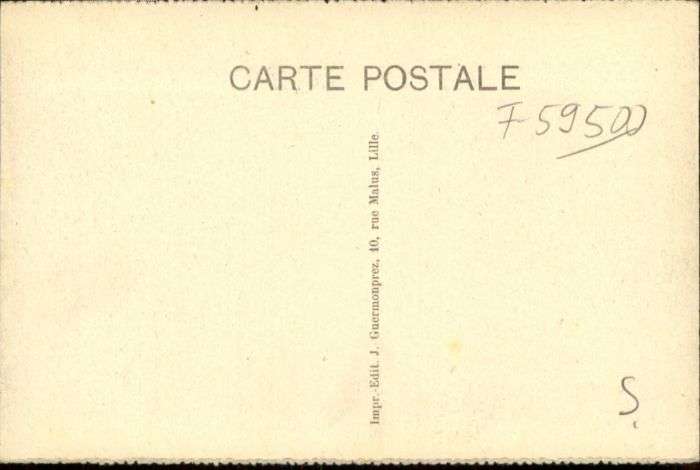 CARTE POSTALE
F 59500
Impr.-Edit. J. Guermonprez, 10, rue Malus, Lille.
S